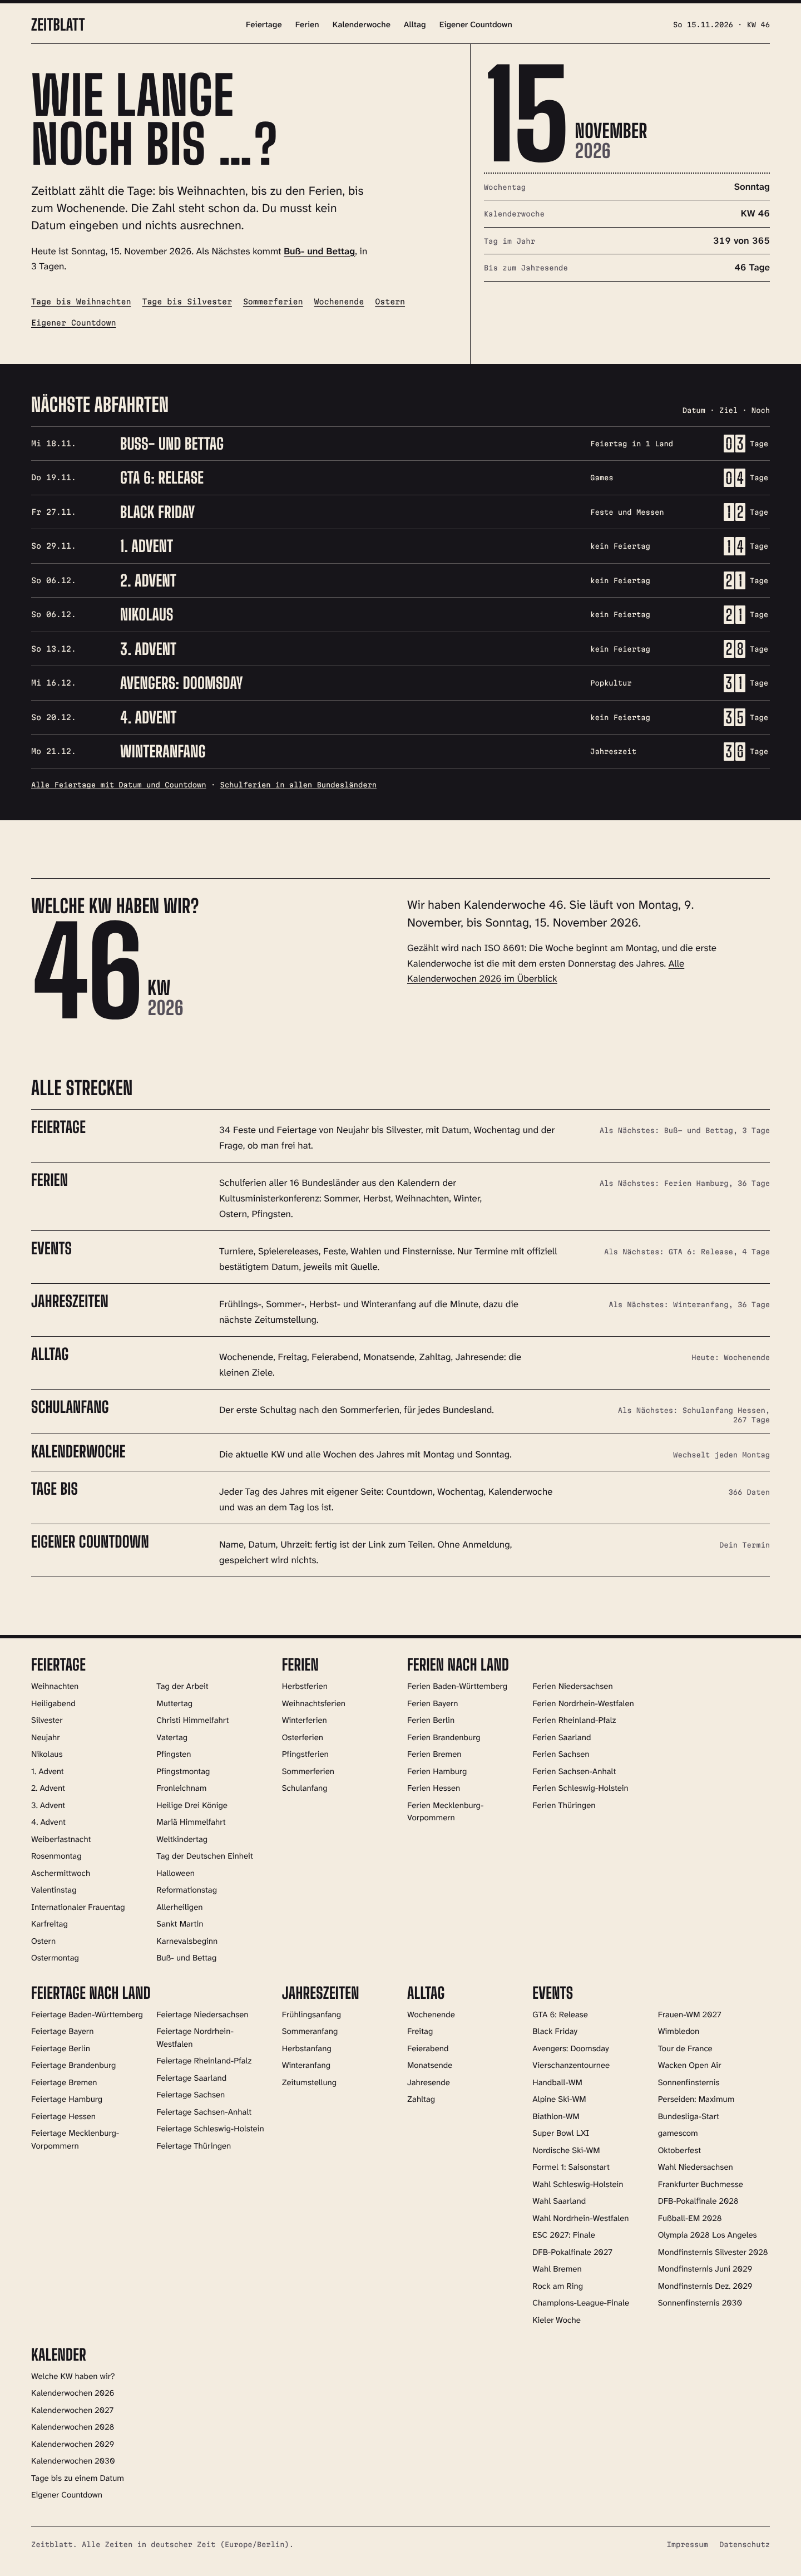 ZEITBLATT
Feiertage Ferien Kalenderwoche Alltag Eigener Countdown
So 15.11.2026 · KW 46
WIE LANGE
NOCH BIS …?
Zeitblatt zählt die Tage: bis Weihnachten, bis zu den Ferien, bis
zum Wochenende. Die Zahl steht schon da. Du musst kein
Datum eingeben und nichts ausrechnen.
Heute ist Sonntag, 15. November 2026. Als Nächstes kommt Buß- und Bettag, in
3 Tagen.
Tage bis Weihnachten Tage bis Silvester Sommerferien Wochenende Ostern
Eigener Countdown
15 NOVEMBER
2026
Wochentag Sonntag
Kalenderwoche KW 46
Tag im Jahr 319 von 365
Bis zum Jahresende 46 Tage
NÄCHSTE ABFAHRTEN
Datum · Ziel · Noch
Mi 18.11. BUSS- UND BETTAG Feiertag in 1 Land 03 Tage
Do 19.11. GTA 6: RELEASE Games 04 Tage
Fr 27.11. BLACK FRIDAY Feste und Messen 12 Tage
So 29.11. 1. ADVENT kein Feiertag 14 Tage
So 06.12. 2. ADVENT kein Feiertag 21 Tage
So 06.12. NIKOLAUS kein Feiertag 21 Tage
So 13.12. 3. ADVENT kein Feiertag 28 Tage
Mi 16.12. AVENGERS: DOOMSDAY Popkultur 31 Tage
So 20.12. 4. ADVENT kein Feiertag 35 Tage
Mo 21.12. WINTERANFANG Jahreszeit 36 Tage
Alle Feiertage mit Datum und Countdown · Schulferien in allen Bundesländern
WELCHE KW HABEN WIR?
46 KW
2026
Wir haben Kalenderwoche 46. Sie läuft von Montag, 9.
November, bis Sonntag, 15. November 2026.
Gezählt wird nach ISO 8601: Die Woche beginnt am Montag, und die erste
Kalenderwoche ist die mit dem ersten Donnerstag des Jahres. Alle
Kalenderwochen 2026 im Überblick
ALLE STRECKEN
FEIERTAGE
34 Feste und Feiertage von Neujahr bis Silvester, mit Datum, Wochentag und der
Frage, ob man frei hat.
Als Nächstes: Buß- und Bettag, 3 Tage
FERIEN
Schulferien aller 16 Bundesländer aus den Kalendern der
Kultusministerkonferenz: Sommer, Herbst, Weihnachten, Winter,
Ostern, Pfingsten.
Als Nächstes: Ferien Hamburg, 36 Tage
EVENTS
Turniere, Spielereleases, Feste, Wahlen und Finsternisse. Nur Termine mit offiziell
bestätigtem Datum, jeweils mit Quelle.
Als Nächstes: GTA 6: Release, 4 Tage
JAHRESZEITEN
Frühlings-, Sommer-, Herbst- und Winteranfang auf die Minute, dazu die
nächste Zeitumstellung.
Als Nächstes: Winteranfang, 36 Tage
ALLTAG
Wochenende, Freitag, Feierabend, Monatsende, Zahltag, Jahresende: die
kleinen Ziele.
Heute: Wochenende
SCHULANFANG
Der erste Schultag nach den Sommerferien, für jedes Bundesland.
Als Nächstes: Schulanfang Hessen,
267 Tage
KALENDERWOCHE
Die aktuelle KW und alle Wochen des Jahres mit Montag und Sonntag.
Wechselt jeden Montag
TAGE BIS
Jeder Tag des Jahres mit eigener Seite: Countdown, Wochentag, Kalenderwoche
und was an dem Tag los ist.
366 Daten
EIGENER COUNTDOWN
Name, Datum, Uhrzeit: fertig ist der Link zum Teilen. Ohne Anmeldung,
gespeichert wird nichts.
Dein Termin
FEIERTAGE
Weihnachten
Heiligabend
Silvester
Neujahr
Nikolaus
1. Advent
2. Advent
3. Advent
4. Advent
Weiberfastnacht
Rosenmontag
Aschermittwoch
Valentinstag
Internationaler Frauentag
Karfreitag
Ostern
Ostermontag
Tag der Arbeit
Muttertag
Christi Himmelfahrt
Vatertag
Pfingsten
Pfingstmontag
Fronleichnam
Heilige Drei Könige
Mariä Himmelfahrt
Weltkindertag
Tag der Deutschen Einheit
Halloween
Reformationstag
Allerheiligen
Sankt Martin
Karnevalsbeginn
Buß- und Bettag
FERIEN
Herbstferien
Weihnachtsferien
Winterferien
Osterferien
Pfingstferien
Sommerferien
Schulanfang
FERIEN NACH LAND
Ferien Baden-Württemberg
Ferien Bayern
Ferien Berlin
Ferien Brandenburg
Ferien Bremen
Ferien Hamburg
Ferien Hessen
Ferien Mecklenburg-
Vorpommern
Ferien Niedersachsen
Ferien Nordrhein-Westfalen
Ferien Rheinland-Pfalz
Ferien Saarland
Ferien Sachsen
Ferien Sachsen-Anhalt
Ferien Schleswig-Holstein
Ferien Thüringen
FEIERTAGE NACH LAND
Feiertage Baden-Württemberg
Feiertage Bayern
Feiertage Berlin
Feiertage Brandenburg
Feiertage Bremen
Feiertage Hamburg
Feiertage Hessen
Feiertage Mecklenburg-
Vorpommern
Feiertage Niedersachsen
Feiertage Nordrhein-
Westfalen
Feiertage Rheinland-Pfalz
Feiertage Saarland
Feiertage Sachsen
Feiertage Sachsen-Anhalt
Feiertage Schleswig-Holstein
Feiertage Thüringen
JAHRESZEITEN
Frühlingsanfang
Sommeranfang
Herbstanfang
Winteranfang
Zeitumstellung
ALLTAG
Wochenende
Freitag
Feierabend
Monatsende
Jahresende
Zahltag
EVENTS
GTA 6: Release
Black Friday
Avengers: Doomsday
Vierschanzentournee
Handball-WM
Alpine Ski-WM
Biathlon-WM
Super Bowl LXI
Nordische Ski-WM
Formel 1: Saisonstart
Wahl Schleswig-Holstein
Wahl Saarland
Wahl Nordrhein-Westfalen
ESC 2027: Finale
DFB-Pokalfinale 2027
Wahl Bremen
Rock am Ring
Champions-League-Finale
Kieler Woche
Frauen-WM 2027
Wimbledon
Tour de France
Wacken Open Air
Sonnenfinsternis
Perseiden: Maximum
Bundesliga-Start
gamescom
Oktoberfest
Wahl Niedersachsen
Frankfurter Buchmesse
DFB-Pokalfinale 2028
Fußball-EM 2028
Olympia 2028 Los Angeles
Mondfinsternis Silvester 2028
Mondfinsternis Juni 2029
Mondfinsternis Dez. 2029
Sonnenfinsternis 2030
KALENDER
Welche KW haben wir?
Kalenderwochen 2026
Kalenderwochen 2027
Kalenderwochen 2028
Kalenderwochen 2029
Kalenderwochen 2030
Tage bis zu einem Datum
Eigener Countdown
Zeitblatt. Alle Zeiten in deutscher Zeit (Europe/Berlin).
Impressum Datenschutz